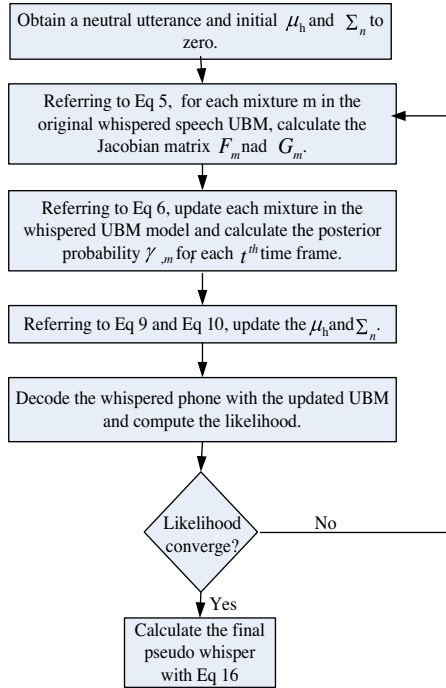 Obtain a neutral utterance and initial μh and Σn to
zero.
Referring to Eq 5, for each mixture m in the
original whispered speech UBM, calculate the
Jacobian matrix Fm nad Gm.
Referring to Eq 6, update each mixture in the
whispered UBM model and calculate the posterior
probability γ,m for each t th time frame.
Referring to Eq 9 and Eq 10, update the μh and Σn.
Decode the whispered phone with the updated UBM
and compute the likelihood.
Likelihood
converge?
No
Yes
Calculate the final
pseudo whisper
with Eq 16